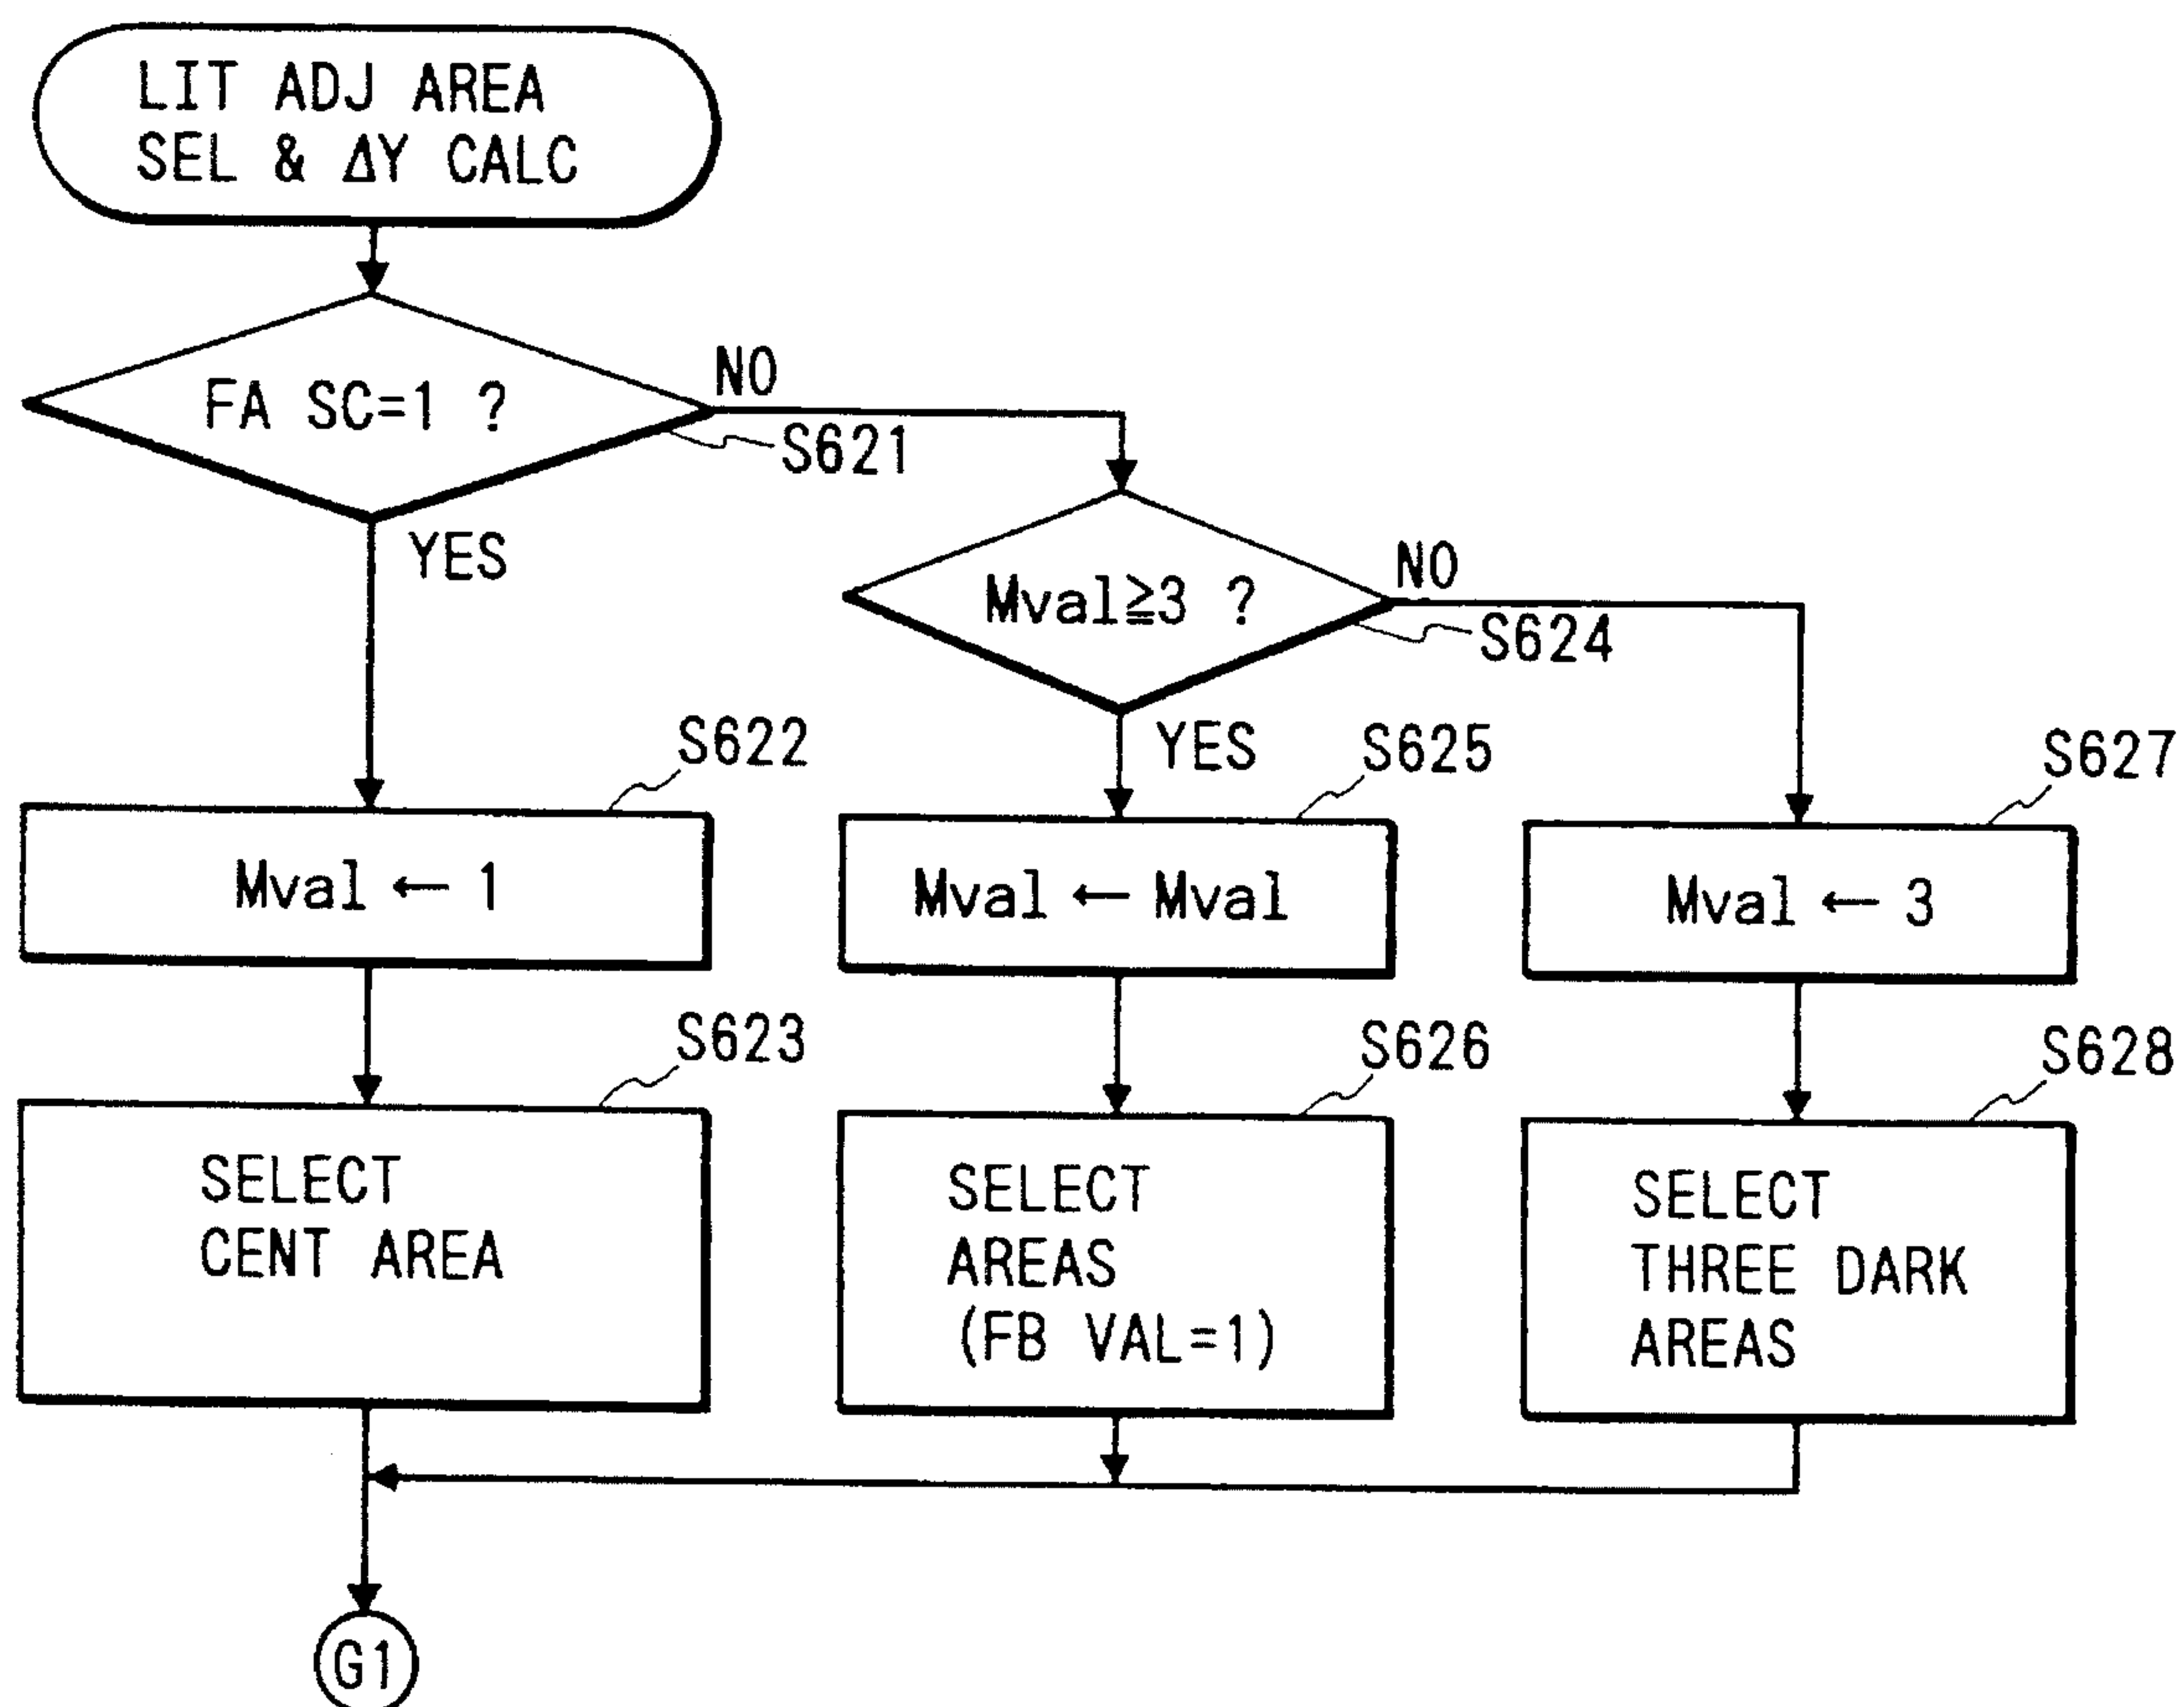 LIT ADJ AREA
SEL & ΔY CALC
FA SC=1 ?
NO
S621
YES
Mval≧3 ?
NO
S624
YES
S622
Mval ← 1
S625
Mval ← Mval
S627
Mval ← 3
S623
SELECT
CENT AREA
S626
SELECT
AREAS
(FB VAL=1)
S628
SELECT
THREE DARK
AREAS
G1